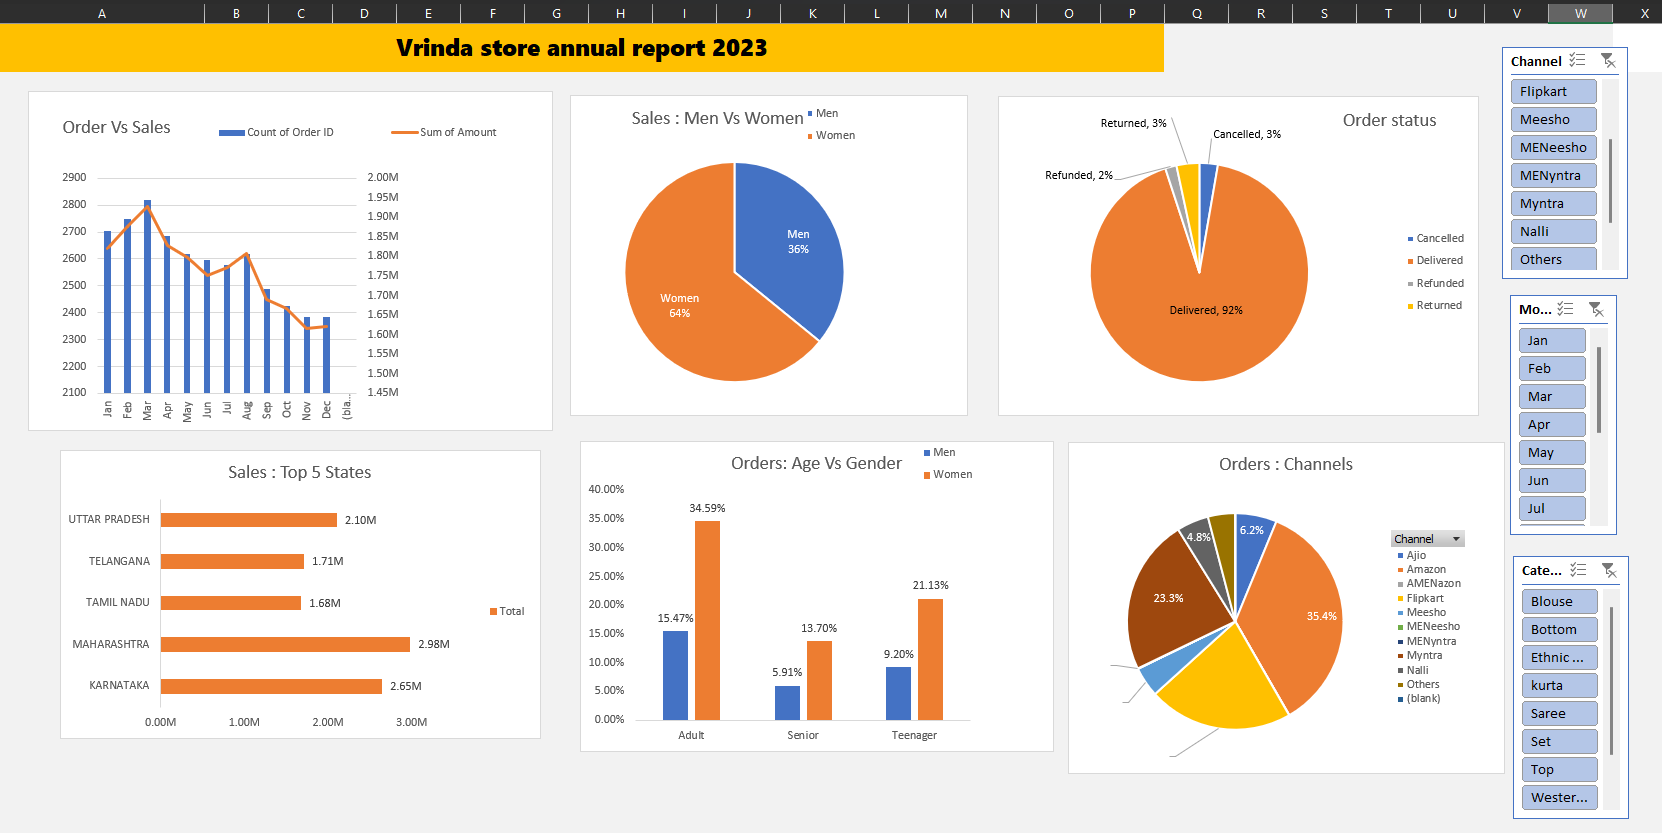 A B C D E F G H I J K L M N O P Q R S T U V W X
Vrinda store annual report 2023
Order Vs Sales
Count of Order ID
Sum of Amount
2900
2800
2700
2600
2500
2400
2300
2200
2100
2.00M
1.95M
1.90M
1.85M
1.80M
1.75M
1.70M
1.65M
1.60M
1.55M
1.50M
1.45M
Jan Feb Mar Apr May Jun Jul Aug Sep Oct Nov Dec (bla...
Sales : Men Vs Women
Men
Women
Men
36%
Women
64%
Order status
Returned, 3%
Cancelled, 3%
Refunded, 2%
Delivered, 92%
Cancelled
Delivered
Refunded
Returned
Sales : Top 5 States
UTTAR PRADESH 2.10M
TELANGANA 1.71M
TAMIL NADU 1.68M
MAHARASHTRA 2.98M
KARNATAKA 2.65M
0.00M 1.00M 2.00M 3.00M
Total
Orders: Age Vs Gender
Men
Women
40.00%
35.00%
30.00%
25.00%
20.00%
15.00%
10.00%
5.00%
0.00%
15.47% 34.59%
5.91% 13.70%
9.20% 21.13%
Adult Senior Teenager
Orders : Channels
6.2%
35.4%
23.3%
4.8%
Channel
Ajio
Amazon
AMENazon
Flipkart
Meesho
MENeesho
MENyntra
Myntra
Nalli
Others
(blank)
Channel
Flipkart
Meesho
MENeesho
MENyntra
Myntra
Nalli
Others
Mo...
Jan
Feb
Mar
Apr
May
Jun
Jul
Cate...
Blouse
Bottom
Ethnic ...
kurta
Saree
Set
Top
Wester...